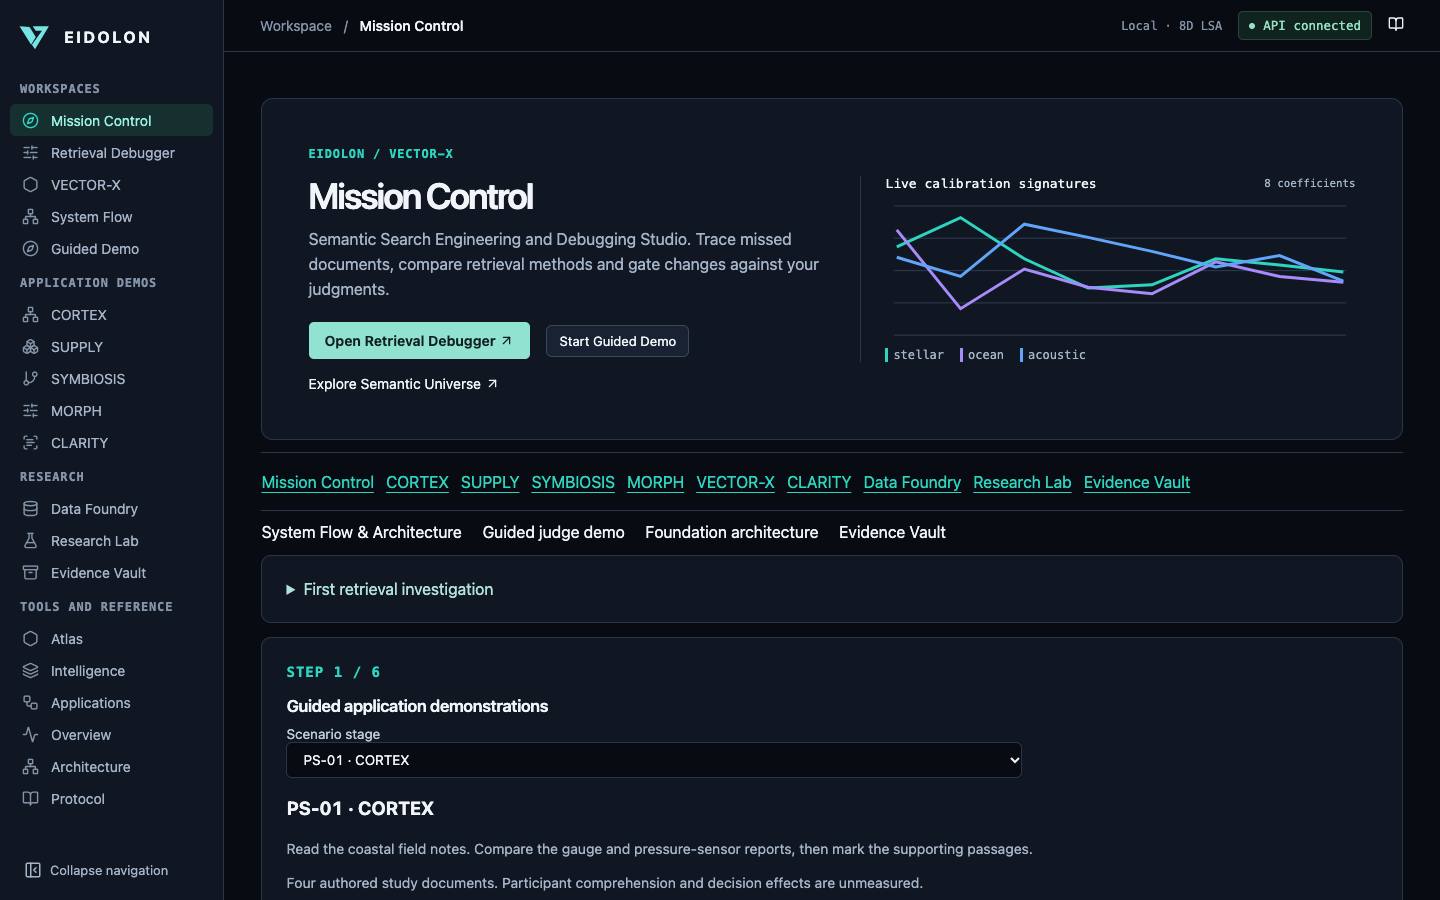 EIDOLON
WORKSPACES
Mission Control
Retrieval Debugger
VECTOR-X
System Flow
Guided Demo
APPLICATION DEMOS
CORTEX
SUPPLY
SYMBIOSIS
MORPH
CLARITY
RESEARCH
Data Foundry
Research Lab
Evidence Vault
TOOLS AND REFERENCE
Atlas
Intelligence
Applications
Overview
Architecture
Protocol
Collapse navigation
Workspace / Mission Control
Local · 8D LSA
API connected
EIDOLON / VECTOR-X
Mission Control
Semantic Search Engineering and Debugging Studio. Trace missed
documents, compare retrieval methods and gate changes against your
judgments.
Open Retrieval Debugger
Start Guided Demo
Explore Semantic Universe
Live calibration signatures
8 coefficients
stellar ocean acoustic
Mission Control CORTEX SUPPLY SYMBIOSIS MORPH VECTOR-X CLARITY Data Foundry Research Lab Evidence Vault
System Flow & Architecture Guided judge demo Foundation architecture Evidence Vault
First retrieval investigation
STEP 1 / 6
Guided application demonstrations
Scenario stage
PS-01 · CORTEX
PS-01 · CORTEX
Read the coastal field notes. Compare the gauge and pressure-sensor reports, then mark the supporting passages.
Four authored study documents. Participant comprehension and decision effects are unmeasured.